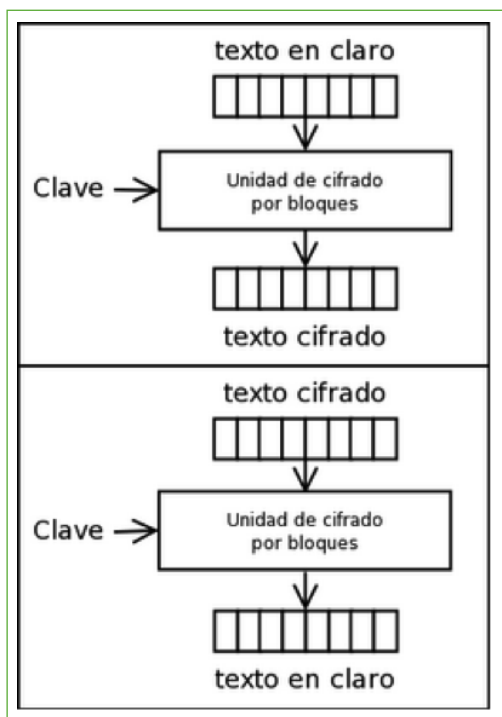 texto en claro
Clave
Unidad de cifrado
por bloques
texto cifrado
texto cifrado
Clave
Unidad de cifrado
por bloques
texto en claro